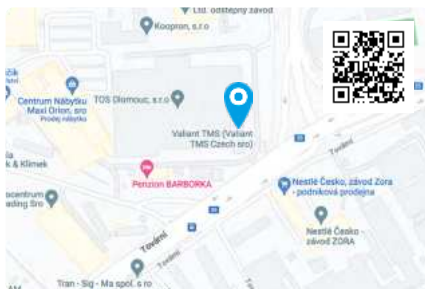 Ltd. odštěpný závod
Koopron, s.r.o
Centrum Nábytku
Maxi Orion, sro
Prodej nábytku
TOS Olomouc, s.r.o
Valiant TMS (Valiant
TMS Czech sro)
k & Klimek
Penzion BARBORKA
Tovární
Nestlé Česko, závod Zora
- podniková prodejna
Nestlé Česko -
závod ZORA
Tovární
Tovární
Tran - Sig - Ma spol. s ro